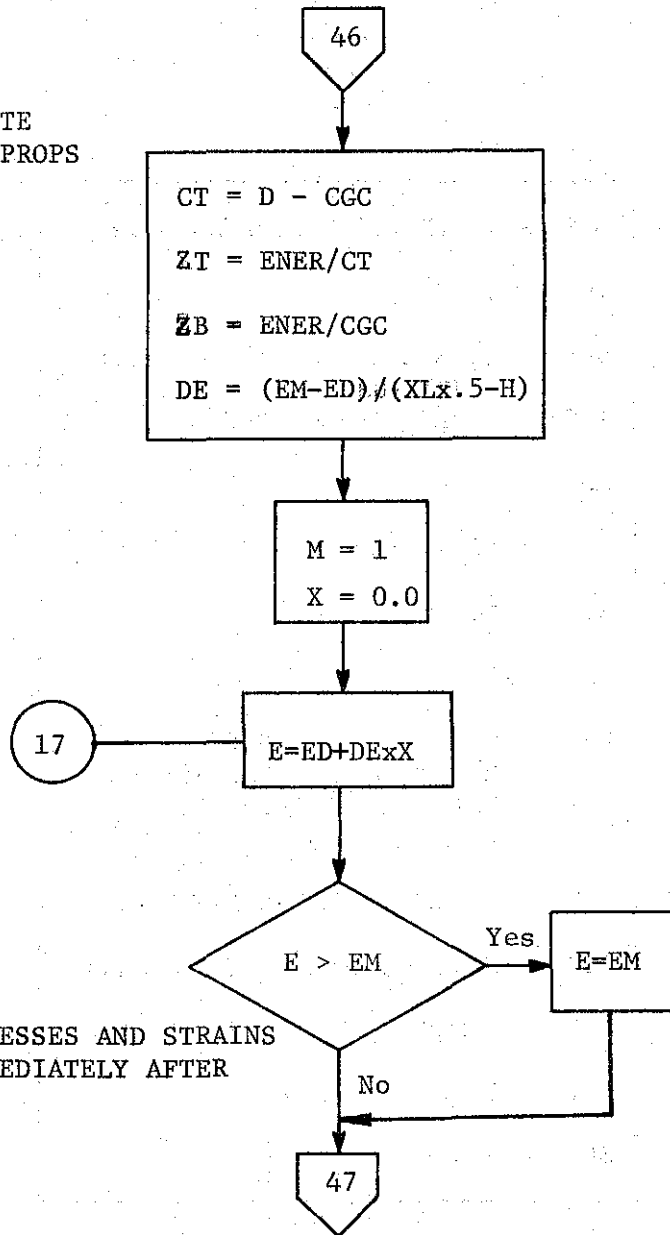 46
TE
PROPS
CT = D - CGC
ZT = ENER/CT
ZB = ENER/CGC
DE = (EM-ED)/(XLx.5-H)
M = 1
X = 0.0
17
E=ED+DExX
E > EM
Yes
E=EM
ESSES AND STRAINS
EDIATELY AFTER
No
47